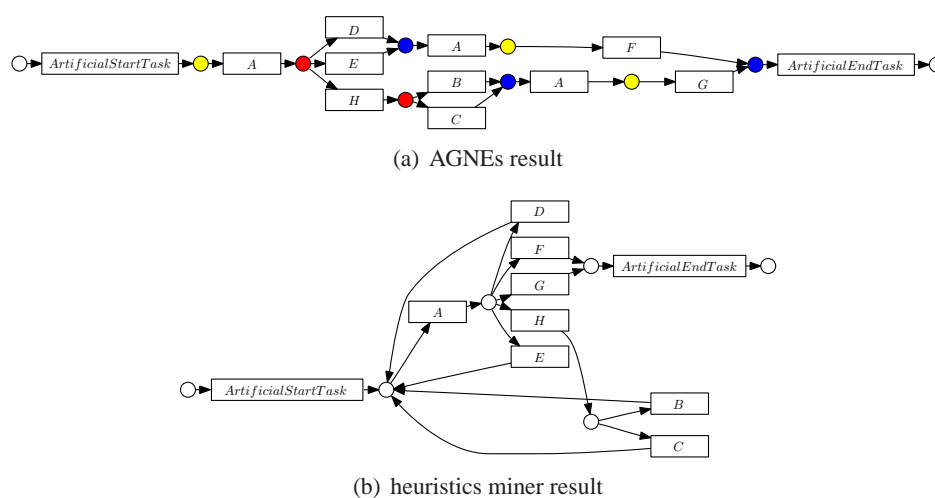 D
ArtificialStartTask A E A F ArtificialEndTask
H B A G
C
(a) AGNEs result
D
F
ArtificialEndTask
G
A H
E
ArtificialStartTask
B
C
(b) heuristics miner result